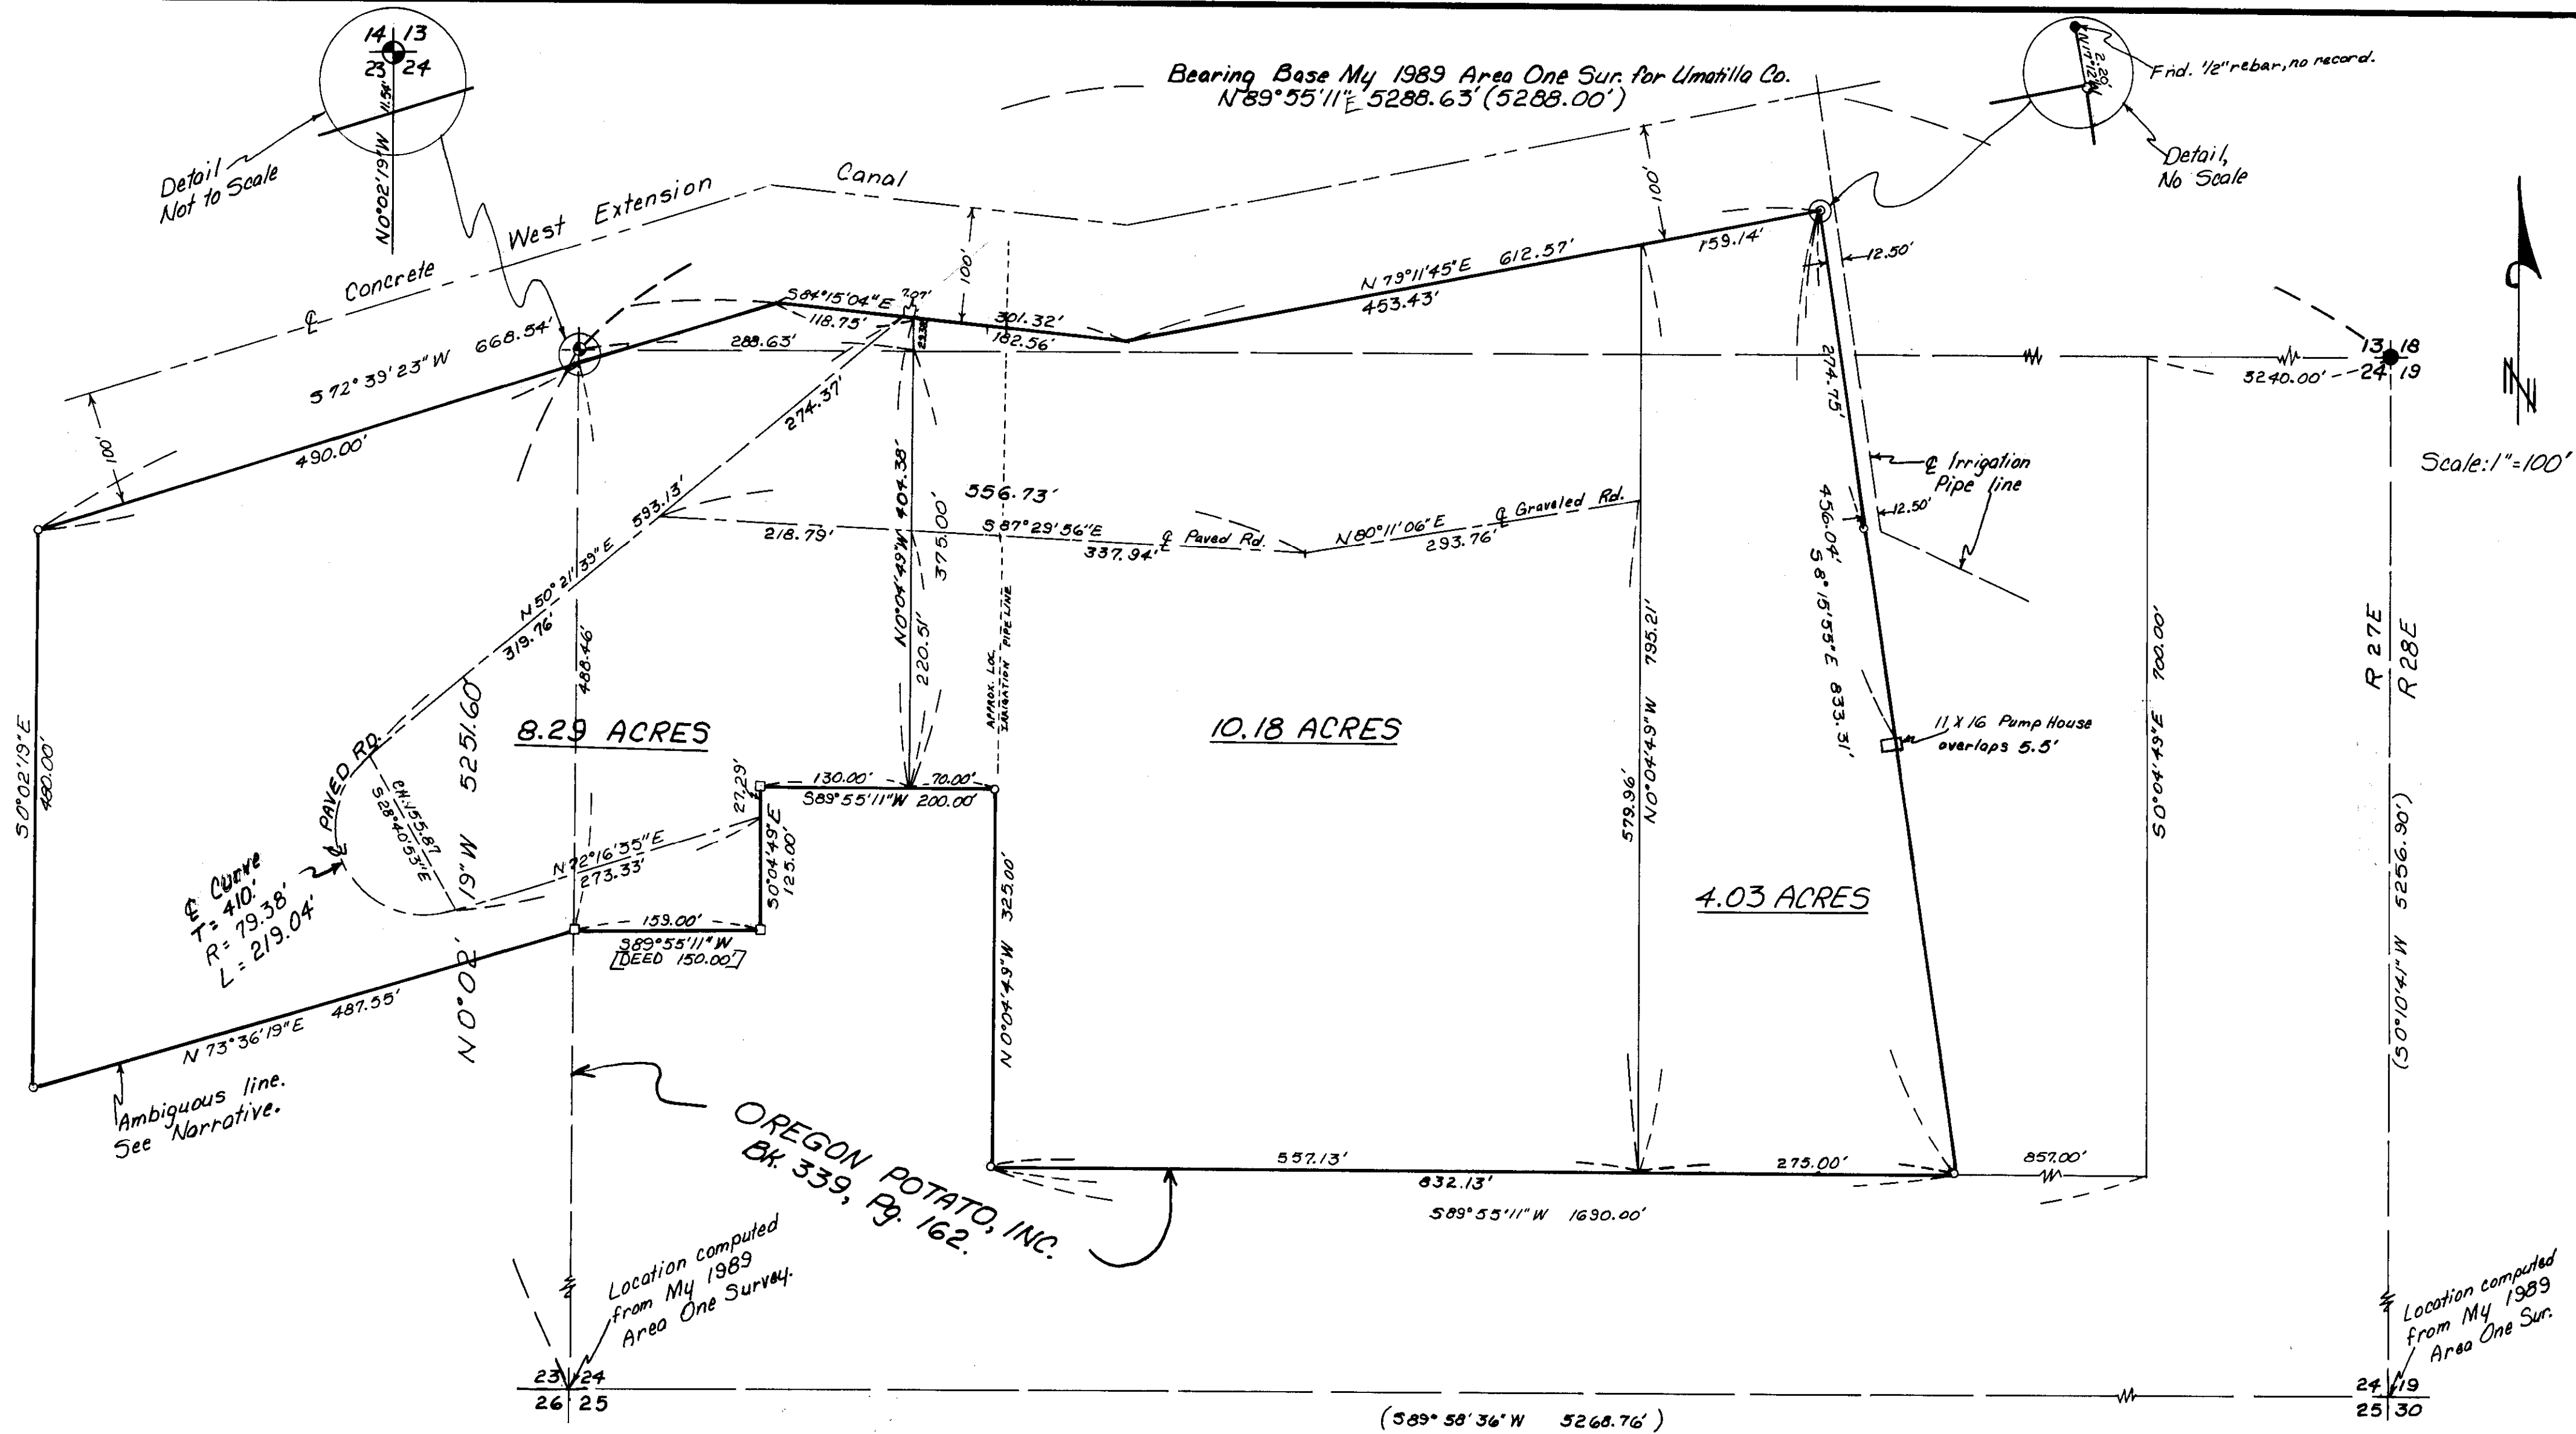 14 13
23 24
11.54'
N0°02'19"W
Detail
Not to Scale
Bearing Base My 1989 Area One Sur. for Umatilla Co.
N89°55'11"E 5288.63' (5288.00')
2.20'
N17°12'W
Fnd. 1/2" rebar, no record.
Detail,
No Scale
℄ Concrete West Extension Canal
100'
100'
100'
S72°39'23"W 668.54'
490.00'
S84°15'04"E
7.07'
118.75'
301.32'
182.56'
288.63'
29.38'
N79°11'45"E 612.57'
453.43'
159.14'
12.50'
13 18
24 19
3240.00'
Scale: 1"=100'
274.37'
593.13'
N50°21'39"E
319.76'
N0°04'49"W 404.38'
375.00'
220.51'
556.73'
218.79'
S87°29'56"E
337.94'
℄ Paved Rd.
N80°11'06"E
293.76'
℄ Graveled Rd.
274.75'
℄ Irrigation
Pipe line
12.50'
456.04'
S8°15'55"E 833.31'
S0°02'19"E
480.00'
488.46'
8.29 ACRES
APPROX. LOC.
IRRIGATION PIPE LINE
10.18 ACRES
795.21'
N0°04'49"W
579.96'
11 X 16 Pump House
overlaps 5.5'
S0°04'49"E 700.00'
R 27E
R 28E
(S0°10'41"W 5256.90')
℄ PAVED RD.
CH. 155.87
S28°40'53"E
℄ Curve
T = 410.'
R = 79.38'
L = 219.04'
N0°02'19"W 5251.60
N72°16'35"E
273.33'
27.29'
130.00'
70.00'
S89°55'11"W 200.00'
S0°04'49"E
125.00'
159.00'
S89°55'11"W
[DEED 150.00']
N0°04'49"W 325.00'
4.03 ACRES
N73°36'19"E 487.55'
Ambiguous line.
See Narrative.
OREGON POTATO, INC.
BK. 339, Pg. 162.
557.13'
275.00'
857.00'
832.13'
S89°55'11"W 1690.00'
Location computed
from My 1989
Area One Survey.
Location computed
from My 1989
Area One Sur.
23 24
26 25
(S89°58'36"W 5268.76')
24 19
25 30